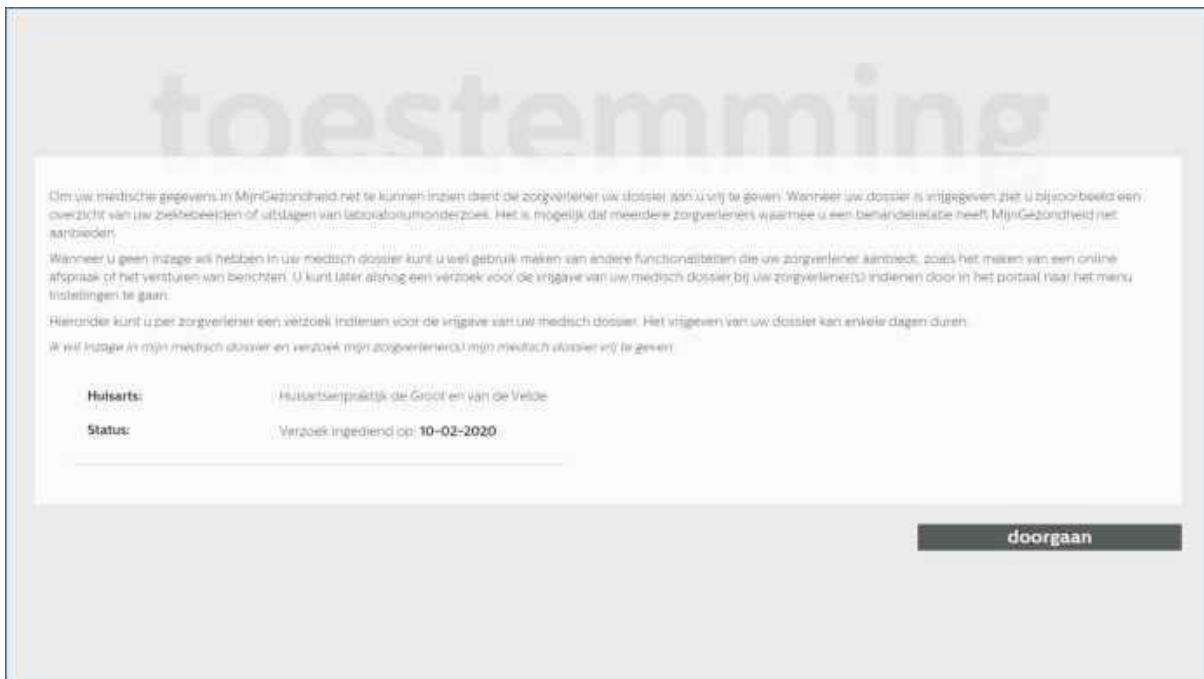 toestemming
Om uw medische gegevens in MijnGezondheid.net te kunnen inzien dient de zorgverlener uw dossier aan u vrij te geven. Wanneer uw dossier is vrijgegeven ziet u bijvoorbeeld een
overzicht van uw ziektebeelden of uitslagen van laboratoriumonderzoek. Het is mogelijk dat meerdere zorgverleners waarmee u een behandelrelatie heeft MijnGezondheid.net
aanbieden.
Wanneer u geen inzage wil hebben in uw medisch dossier kunt u wel gebruik maken van andere functionaliteiten die uw zorgverlener aanbiedt, zoals het maken van een online
afspraak of het versturen van berichten. U kunt later alsnog een verzoek voor de vrijgave van uw medisch dossier bij uw zorgverlener(s) indienen door in het portaal naar het menu
Instellingen te gaan.
Hieronder kunt u per zorgverlener een verzoek indienen voor de vrijgave van uw medisch dossier. Het vrijgeven van uw dossier kan enkele dagen duren.
Ik wil inzage in mijn medisch dossier en verzoek mijn zorgverlener(s) mijn medisch dossier vrij te geven:
Huisarts: Huisartsenpraktijk de Groot en van de Velde
Status: Verzoek ingediend op: 10-02-2020
doorgaan